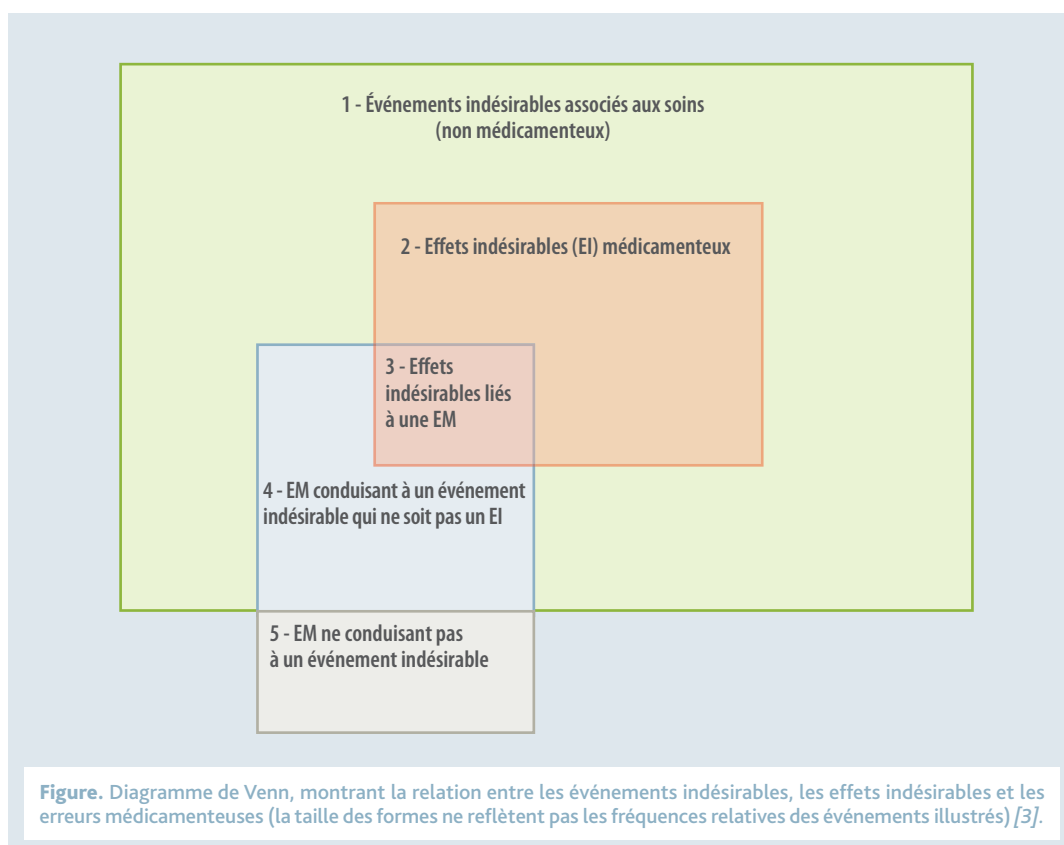 1 - Événements indésirables associés aux soins
(non médicamenteux)
2 - Effets indésirables (EI) médicamenteux
3 - Effets
indésirables liés
à une EM
4 - EM conduisant à un événement
indésirable qui ne soit pas un EI
5 - EM ne conduisant pas
à un événement indésirable
Figure. Diagramme de Venn, montrant la relation entre les événements indésirables, les effets indésirables et les
erreurs médicamenteuses (la taille des formes ne reflètent pas les fréquences relatives des événements illustrés) [3].